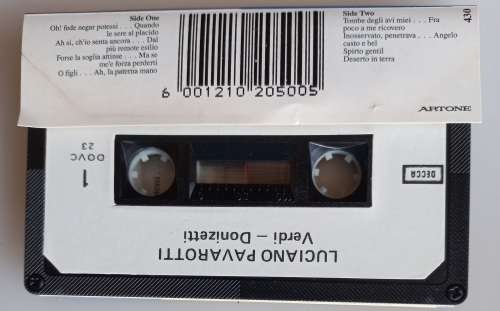 Side One
Oh! fede negar potessi . . . Quando
le sere al placido
Ah si, ch'io senta ancora . . . Dal
più remoto esilio
Forse la soglia attinse . . . Ma se
me'e forza perderti
O figli . . . Ah, la paterna mano
6 001210 205005
Side Two
Tombe degli avi miei . . . Fra
poco a me ricovero
Inosservato, penetrava . . . Angelo
casto e bel
Spirto gentil
Deserto in terra
430
ARTONE
DOVC
23
1
DECCA
LUCIANO PAVAROTTI
Verdi – Donizetti